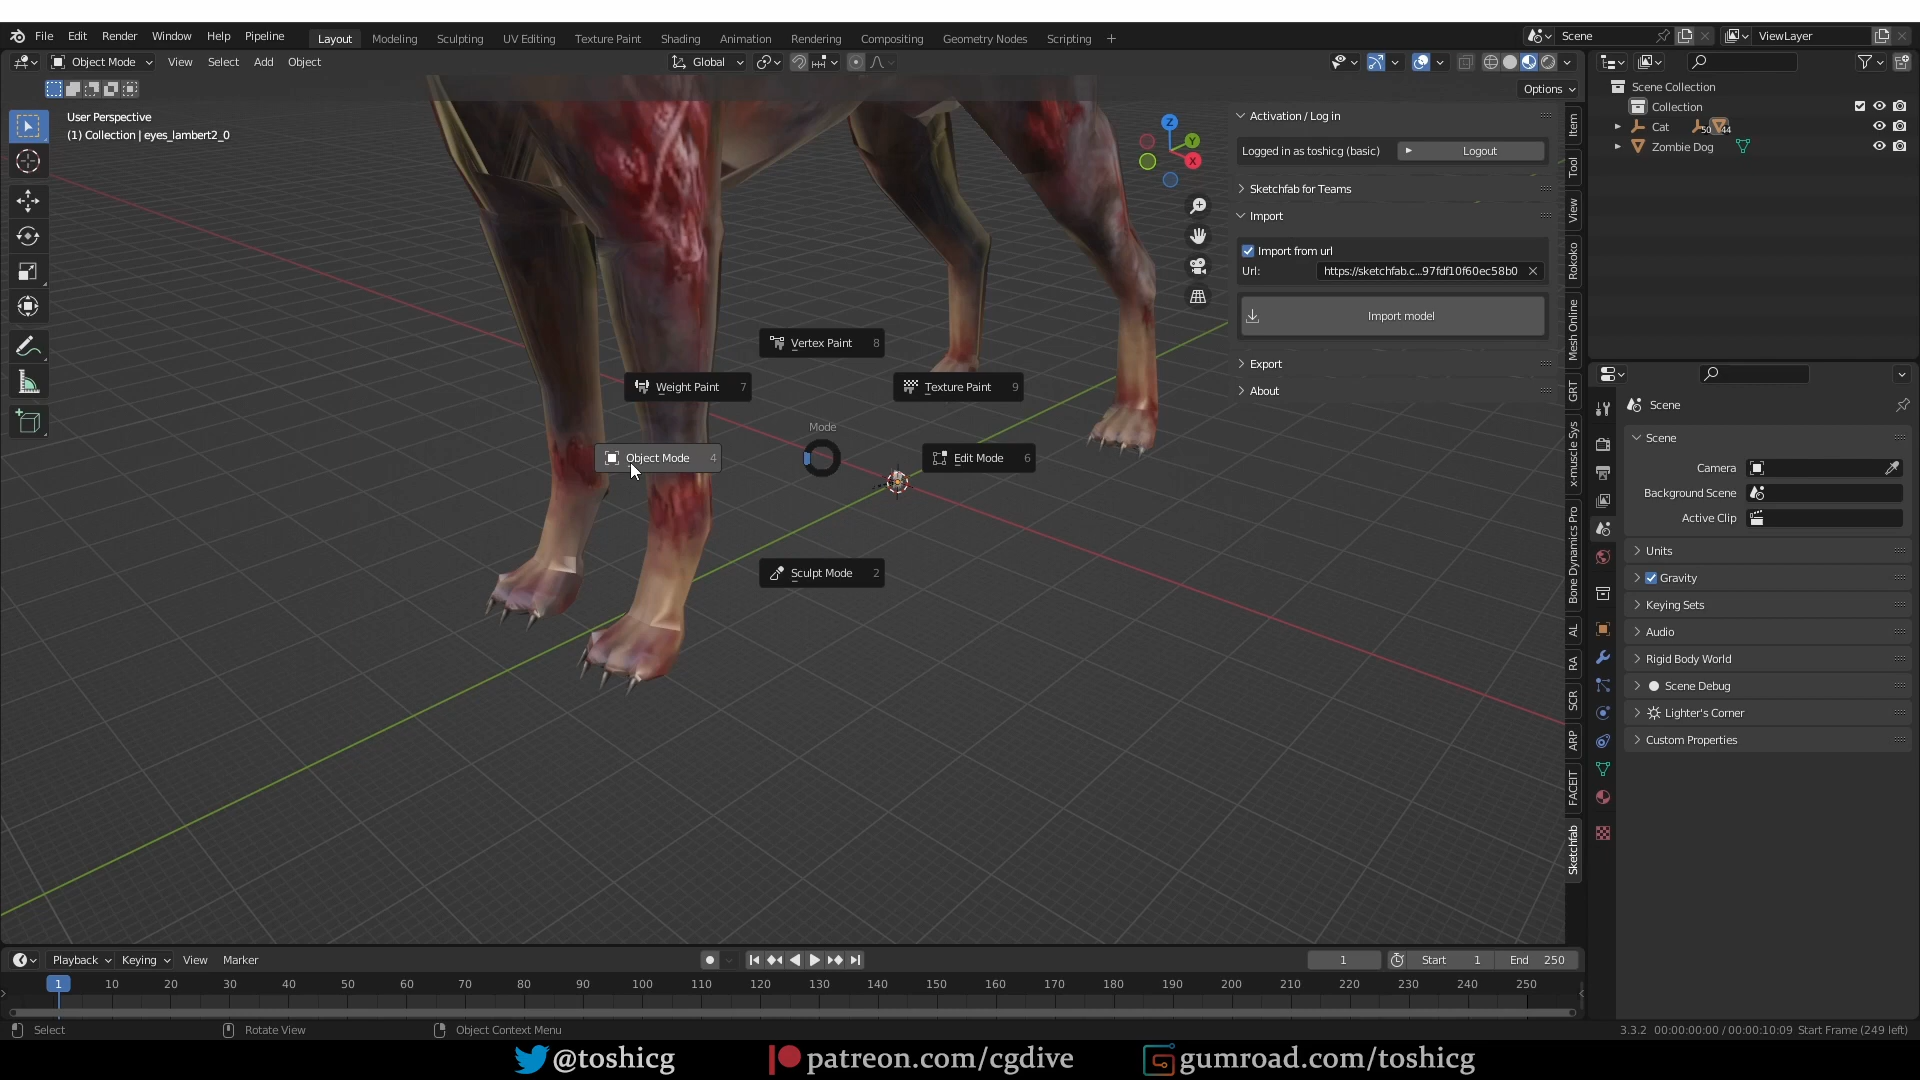 File Edit Render Window Help Pipeline Layout Modeling Sculpting UV Editing Texture Paint Shading Animation Rendering Compositing Geometry Nodes Scripting + Scene ViewLayer
Object Mode View Select Add Object Global
Options
User Perspective
(1) Collection | eyes_lambert2_0
Z
Y
X
Activation / Log in
Logged in as toshicg (basic) Logout
Sketchfab for Teams
Import
Import from url
Url: https://sketchfab.c...97fdf10f60ec58b0
Import model
Export
About
Item
Tool
View
Rokoko
Mesh Online
GRT
x-muscle Sys
Bone Dynamics Pro
AL
RA
SCR
ARP
FACEIT
Sketchfab
Vertex Paint 8
Weight Paint 7
Texture Paint 9
Mode
Object Mode 4
Edit Mode 6
Sculpt Mode 2
Scene Collection
Collection
Cat 50 44
Zombie Dog
Scene
Scene
Camera
Background Scene
Active Clip
Units
Gravity
Keying Sets
Audio
Rigid Body World
Scene Debug
Lighter's Corner
Custom Properties
Playback Keying View Marker 1 Start 1 End 250
1 10 20 30 40 50 60 70 80 90 100 110 120 130 140 150 160 170 180 190 200 210 220 230 240 250
Select Rotate View Object Context Menu 3.3.2 00:00:00:00 / 00:00:10:09 Start Frame (249 left)
@toshicg patreon.com/cgdive gumroad.com/toshicg